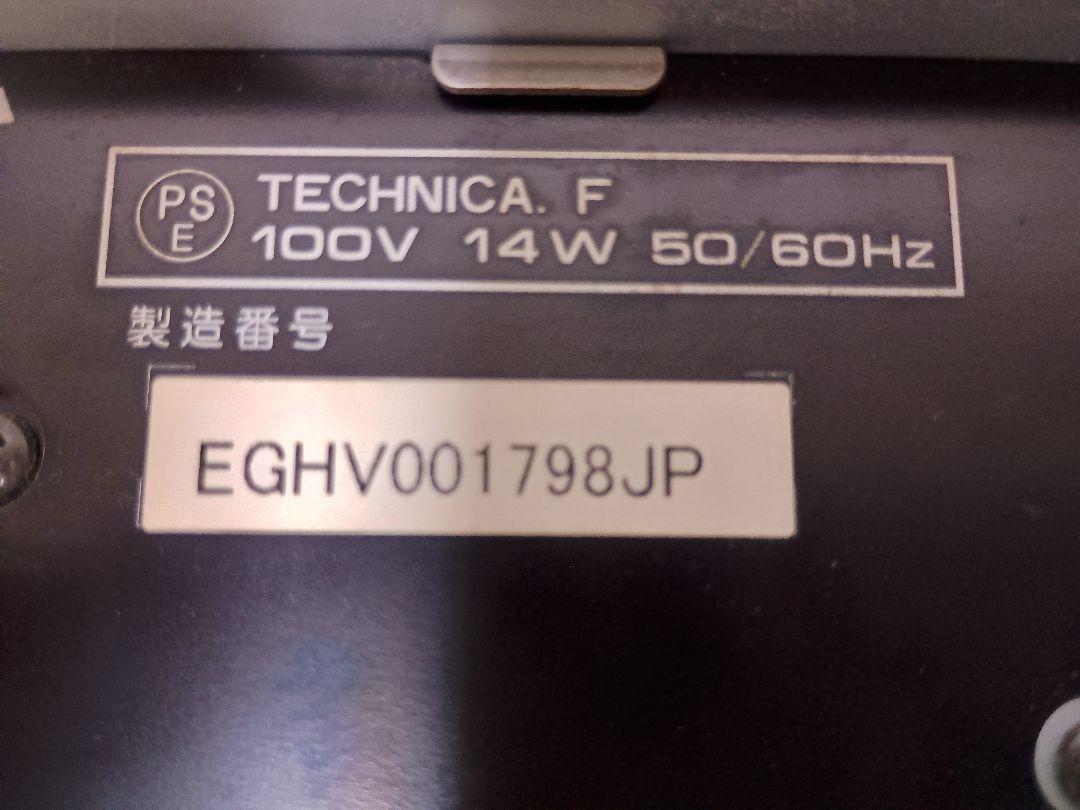 PS
E
TECHNICA. F
100V 14W 50/60Hz
製造番号
EGHV001798JP